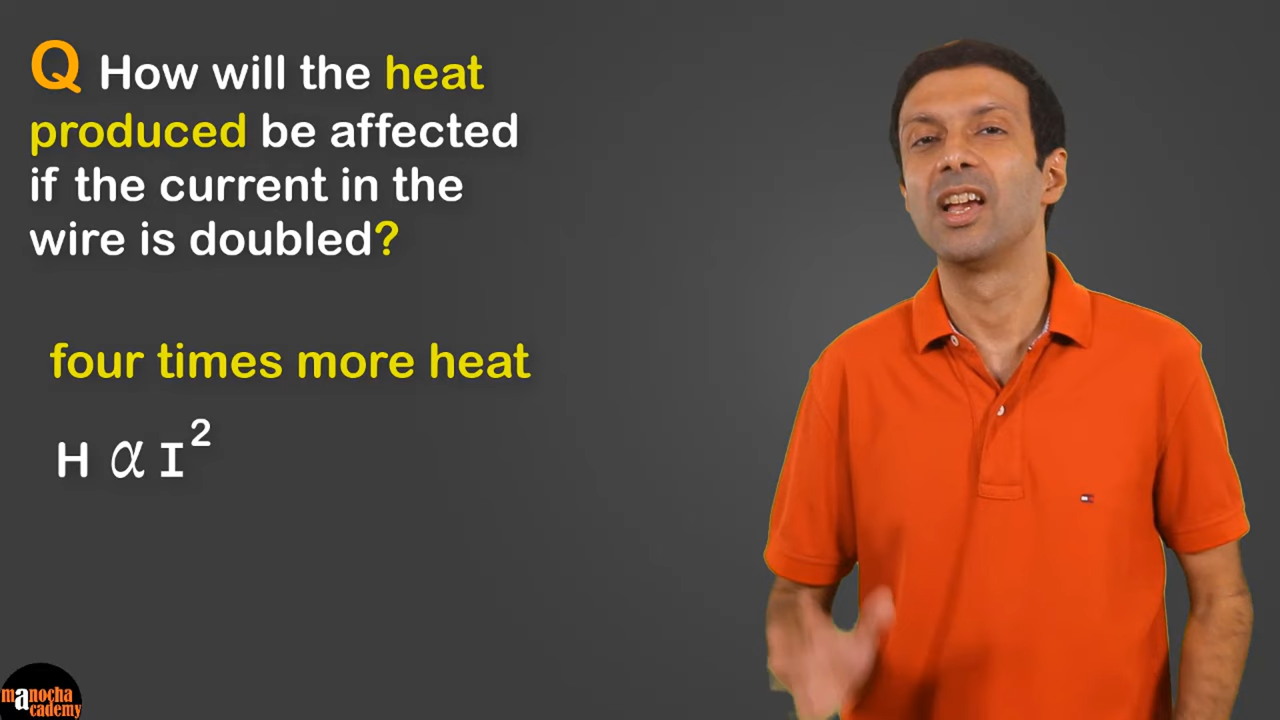 Q How will the heat
produced be affected
if the current in the
wire is doubled?
four times more heat
H α I²
manocha
academy